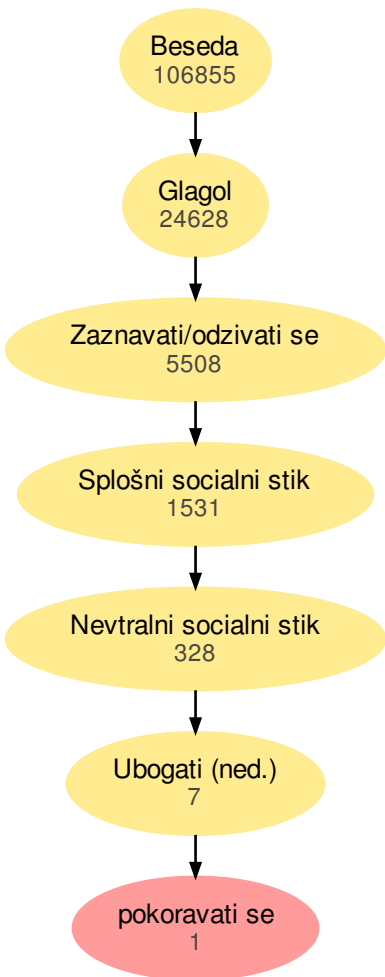 Beseda
106855
Glagol
24628
Zaznavati/odzivati se
5508
Splošni socialni stik
1531
Nevtralni socialni stik
328
Ubogati (ned.)
7
pokoravati se
1